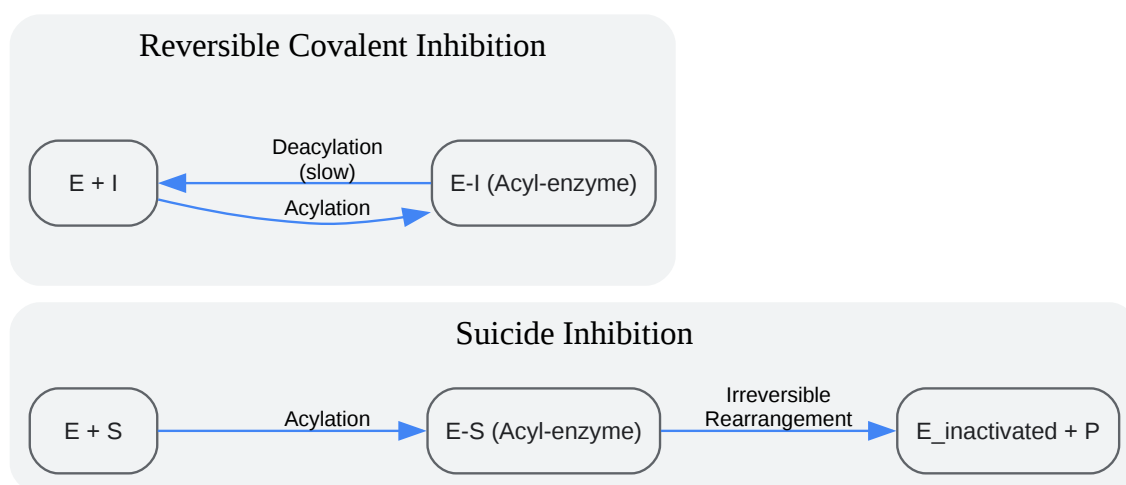 Reversible Covalent Inhibition
Deacylation
(slow)
E + I
E-I (Acyl-enzyme)
Acylation
Suicide Inhibition
Irreversible
Rearrangement
Acylation
E + S
E-S (Acyl-enzyme)
E_inactivated + P